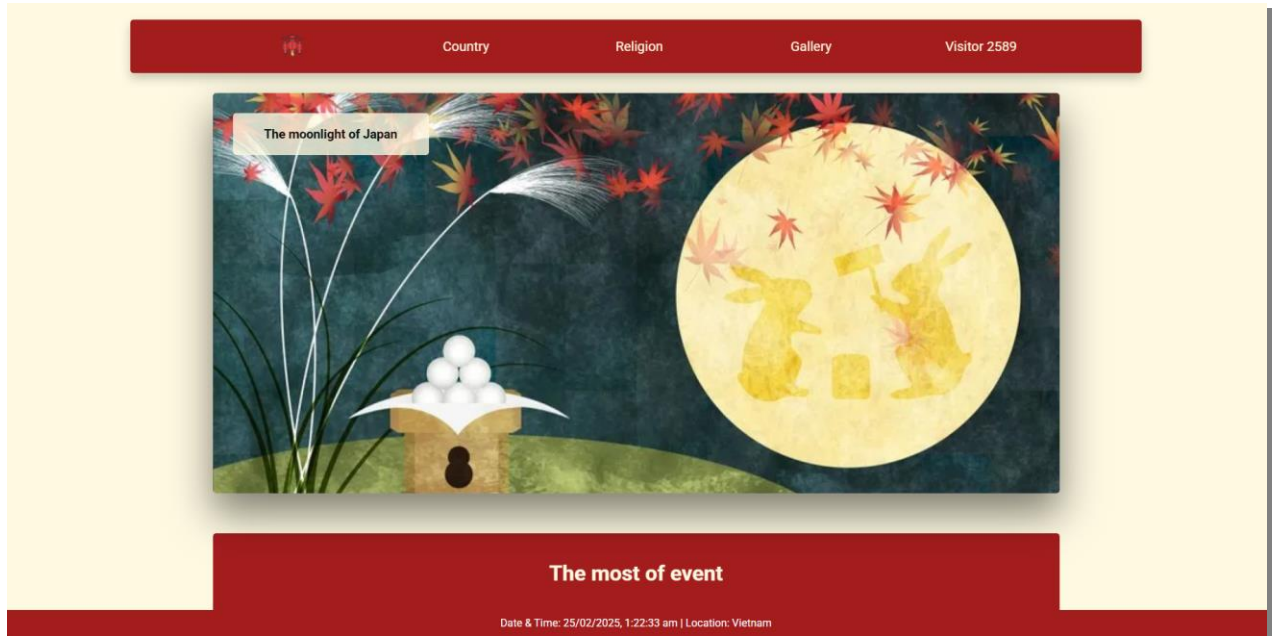 Country Religion Gallery Visitor 2589
The moonlight of Japan
The most of event
Date & Time: 25/02/2025, 1:22:33 am | Location: Vietnam